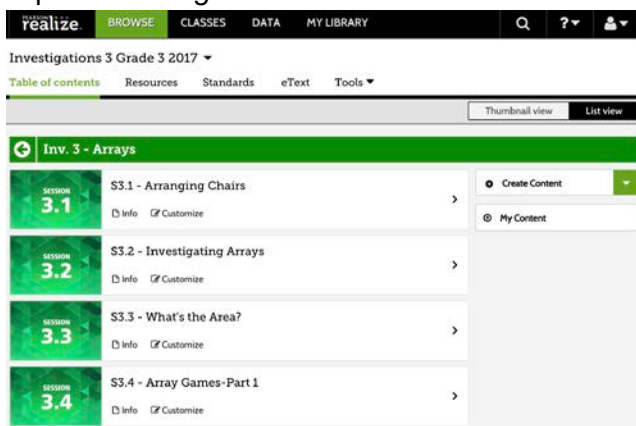 PEARSON
realize. BROWSE CLASSES DATA MY LIBRARY ?
Investigations 3 Grade 3 2017
Table of contents Resources Standards eText Tools
Thumbnail view List view
Inv. 3 - Arrays
SESSION
3.1
S3.1 - Arranging Chairs
Info Customize
Create Content
My Content
SESSION
3.2
S3.2 - Investigating Arrays
Info Customize
SESSION
3.3
S3.3 - What's the Area?
Info Customize
SESSION
3.4
S3.4 - Array Games-Part 1
Info Customize